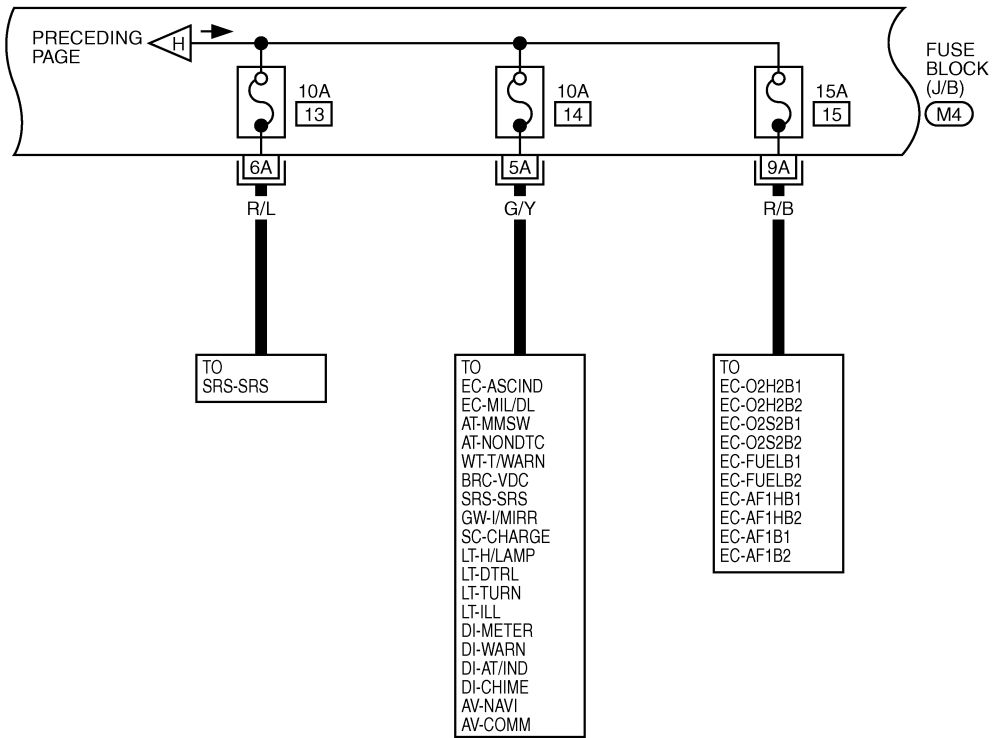 PRECEDING
PAGE
H
FUSE
BLOCK
(J/B)
M4
10A
13
10A
14
15A
15
6A
5A
9A
R/L
G/Y
R/B
TO
SRS-SRS
TO
EC-ASCIND
EC-MIL/DL
AT-MMSW
AT-NONDTC
WT-T/WARN
BRC-VDC
SRS-SRS
GW-I/MIRR
SC-CHARGE
LT-H/LAMP
LT-DTRL
LT-TURN
LT-ILL
DI-METER
DI-WARN
DI-AT/IND
DI-CHIME
AV-NAVI
AV-COMM
TO
EC-O2H2B1
EC-O2H2B2
EC-O2S2B1
EC-O2S2B2
EC-FUELB1
EC-FUELB2
EC-AF1HB1
EC-AF1HB2
EC-AF1B1
EC-AF1B2